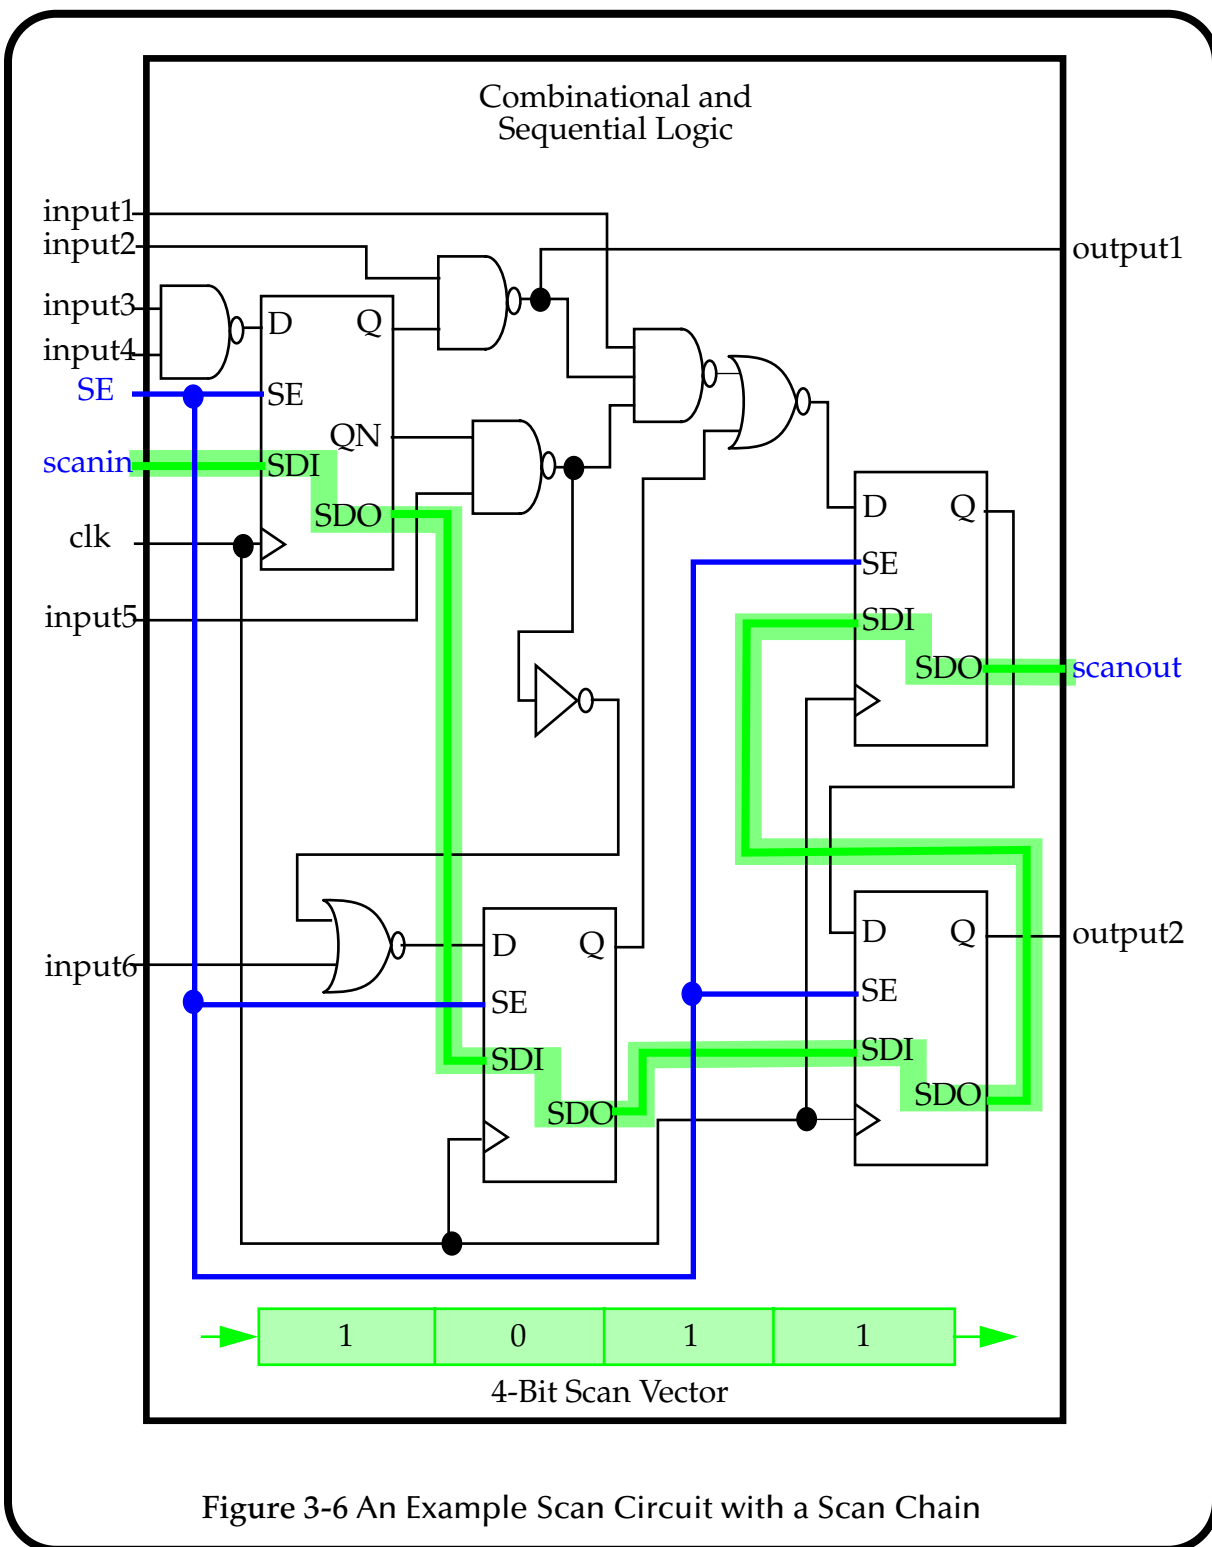 Combinational and
Sequential Logic
input1
input2
output1
input3
D
Q
input4
SE
SE
QN
scanin
SDI
SDO
D
Q
clk
SE
input5
SDI
SDO
scanout
D
Q
output2
D
Q
input6
SE
SE
SDI
SDI
SDO
SDO
1
0
1
1
4-Bit Scan Vector
Figure 3-6 An Example Scan Circuit with a Scan Chain